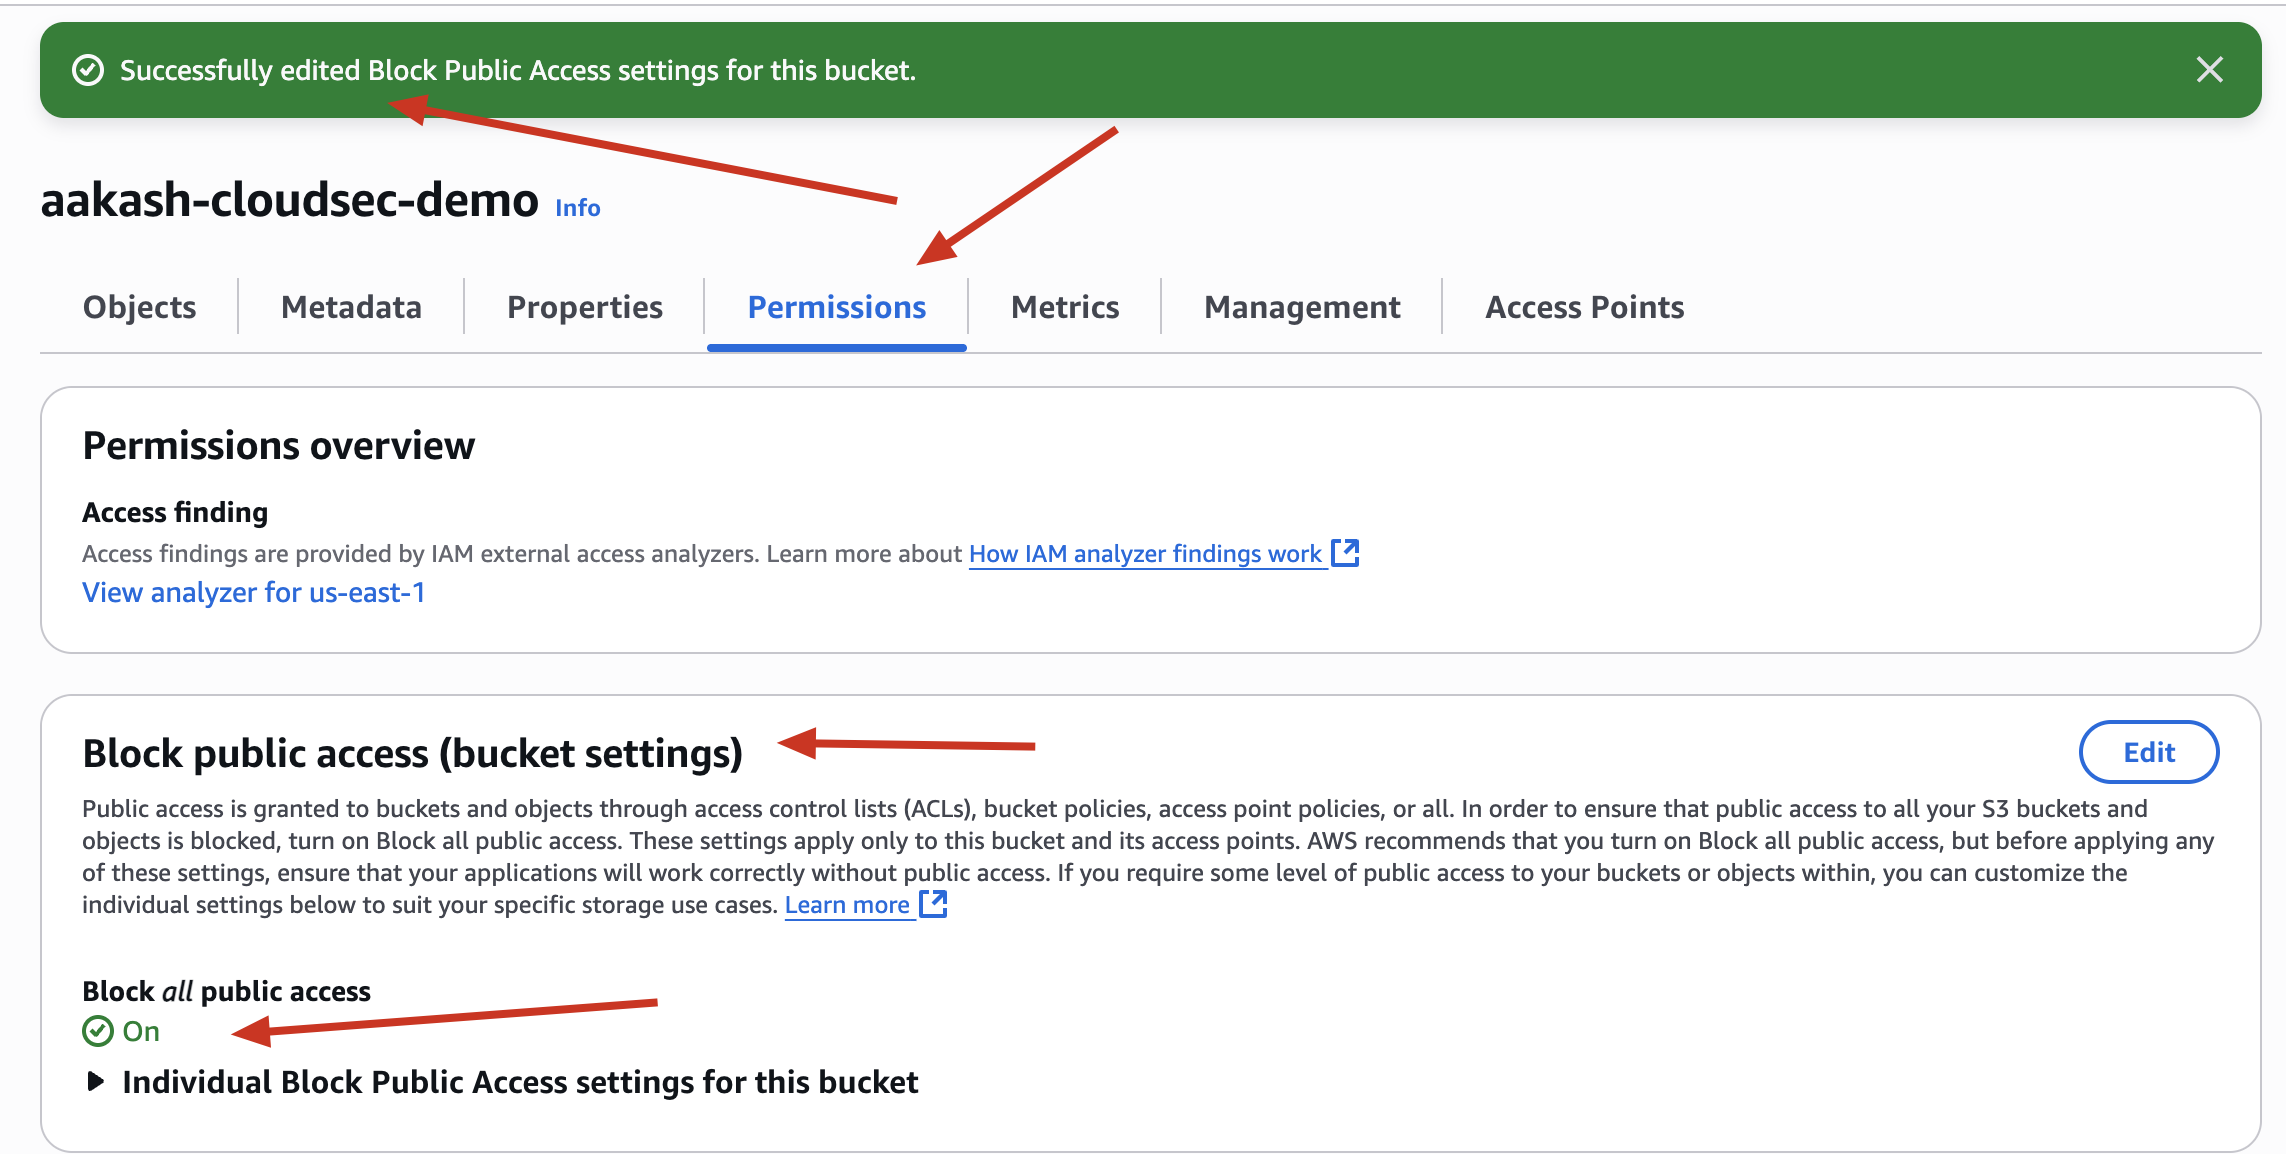 Successfully edited Block Public Access settings for this bucket.
aakash-cloudsec-demo Info
Objects Metadata Properties Permissions Metrics Management Access Points
Permissions overview
Access finding
Access findings are provided by IAM external access analyzers. Learn more about How IAM analyzer findings work
View analyzer for us-east-1
Block public access (bucket settings)
Edit
Public access is granted to buckets and objects through access control lists (ACLs), bucket policies, access point policies, or all. In order to ensure that public access to all your S3 buckets and
objects is blocked, turn on Block all public access. These settings apply only to this bucket and its access points. AWS recommends that you turn on Block all public access, but before applying any
of these settings, ensure that your applications will work correctly without public access. If you require some level of public access to your buckets or objects within, you can customize the
individual settings below to suit your specific storage use cases. Learn more
Block all public access
On
Individual Block Public Access settings for this bucket